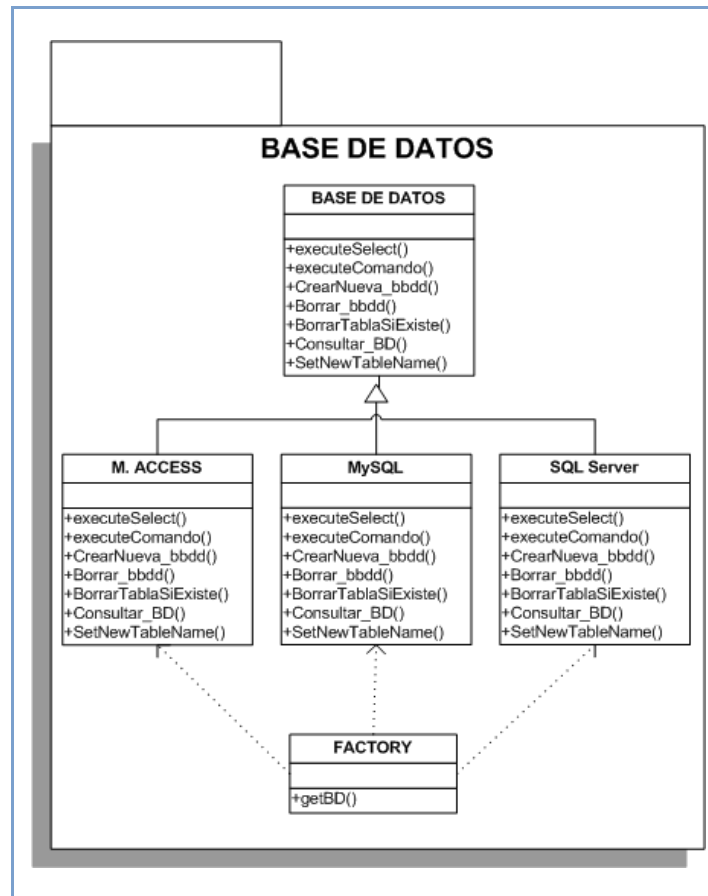 BASE DE DATOS
BASE DE DATOS
+executeSelect()
+executeComando()
+CrearNueva_bbdd()
+Borrar_bbdd()
+BorrarTablaSiExiste()
+Consultar_BD()
+SetNewTableName()
M. ACCESS
+executeSelect()
+executeComando()
+CrearNueva_bbdd()
+Borrar_bbdd()
+BorrarTablaSiExiste()
+Consultar_BD()
+SetNewTableName()
MySQL
+executeSelect()
+executeComando()
+CrearNueva_bbdd()
+Borrar_bbdd()
+BorrarTablaSiExiste()
+Consultar_BD()
+SetNewTableName()
SQL Server
+executeSelect()
+executeComando()
+CrearNueva_bbdd()
+Borrar_bbdd()
+BorrarTablaSiExiste()
+Consultar_BD()
+SetNewTableName()
FACTORY
+getBD()